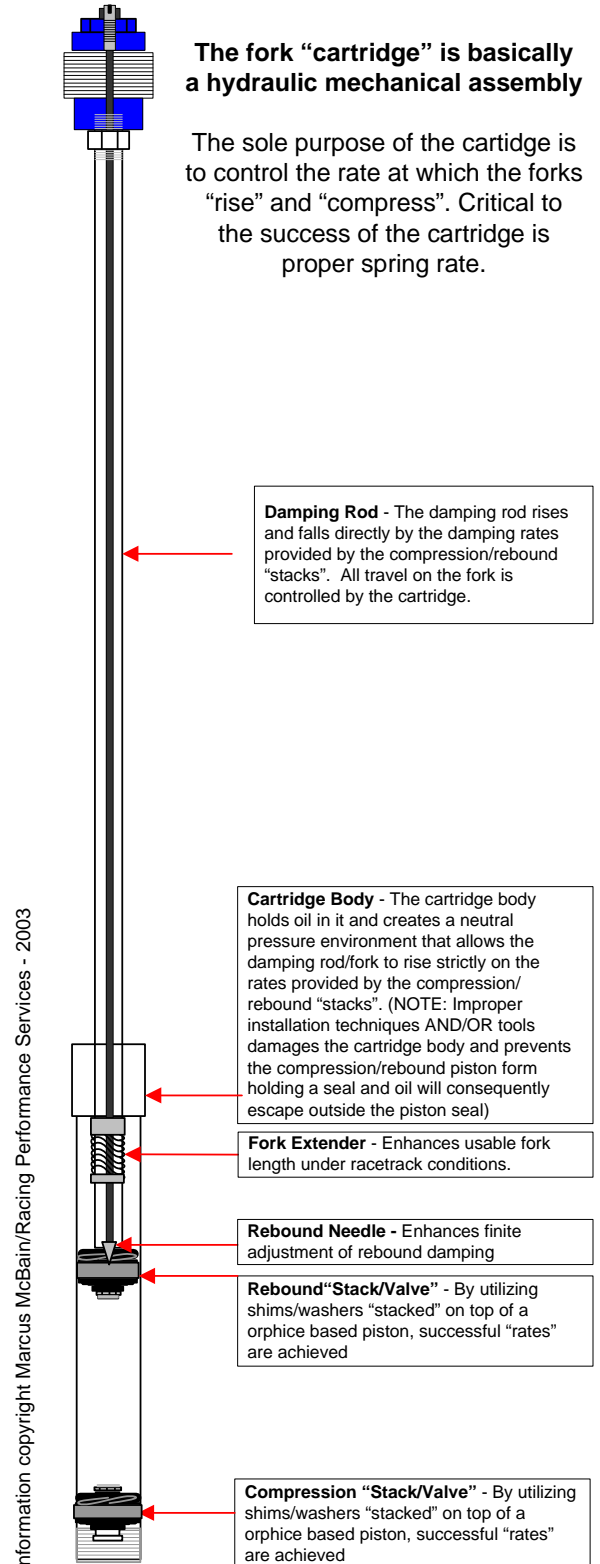 The fork “cartridge” is basically
a hydraulic mechanical assembly
The sole purpose of the cartidge is
to control the rate at which the forks
“rise” and “compress”. Critical to
the success of the cartridge is
proper spring rate.
Damping Rod - The damping rod rises
and falls directly by the damping rates
provided by the compression/rebound
“stacks”.  All travel on the fork is
controlled by the cartridge.
Cartridge Body - The cartridge body
holds oil in it and creates a neutral
pressure environment that allows the
damping rod/fork to rise strictly on the
rates provided by the compression/
rebound “stacks”. (NOTE: Improper
installation techniques AND/OR tools
damages the cartridge body and prevents
the compression/rebound piston form
holding a seal and oil will consequently
escape outside the piston seal)
Fork Extender - Enhances usable fork
length under racetrack conditions.
Rebound Needle - Enhances finite
adjustment of rebound damping
Rebound“Stack/Valve” - By utilizing
shims/washers “stacked” on top of a
orphice based piston, successful “rates”
are achieved
Compression “Stack/Valve” - By utilizing
shims/washers “stacked” on top of a
orphice based piston, successful “rates”
are achieved
nformation copyright Marcus McBain/Racing Performance Services - 2003